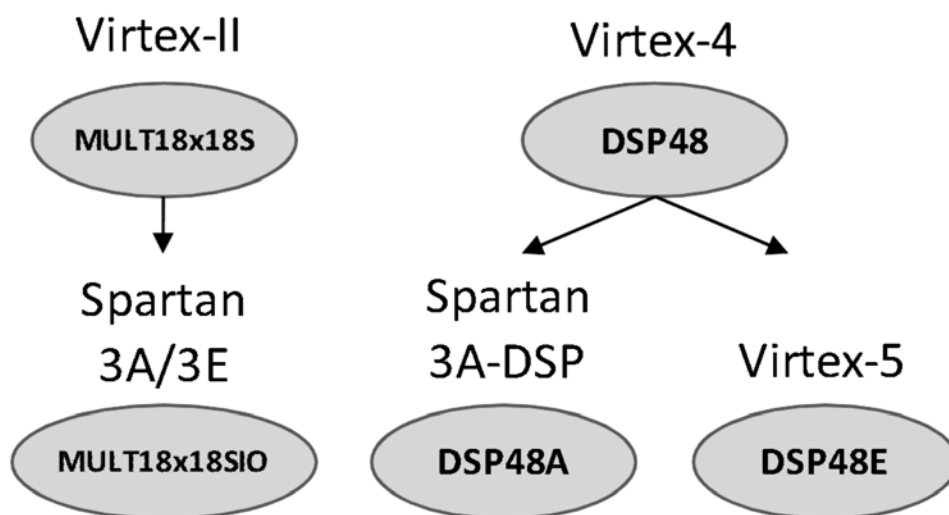 Virtex-II
MULT18x18S
Spartan
3A/3E
MULT18x18SIO
Virtex-4
DSP48
Spartan
3A-DSP
DSP48A
Virtex-5
DSP48E